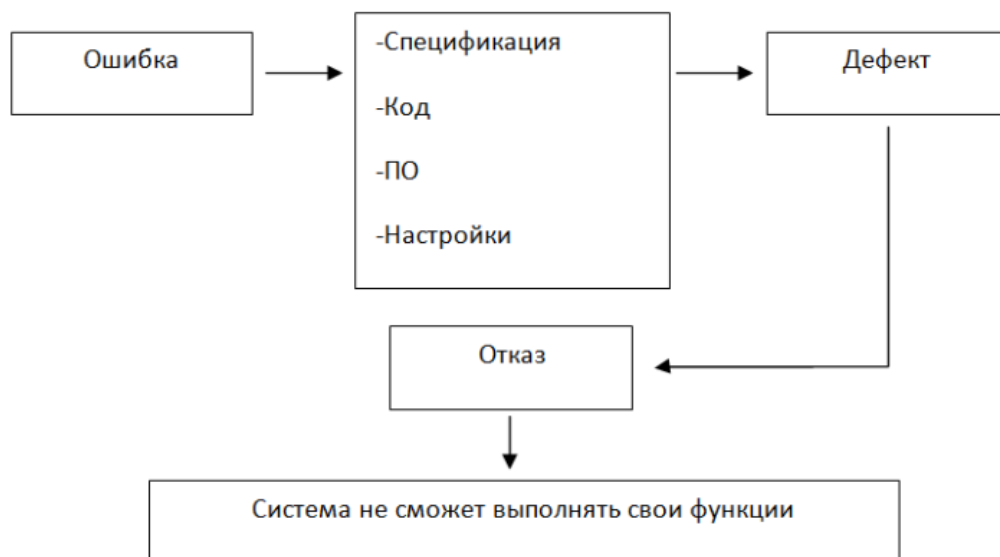 Ошибка
-Спецификация
-Код
-ПО
-Настройки
Дефект
Отказ
Система не сможет выполнять свои функции